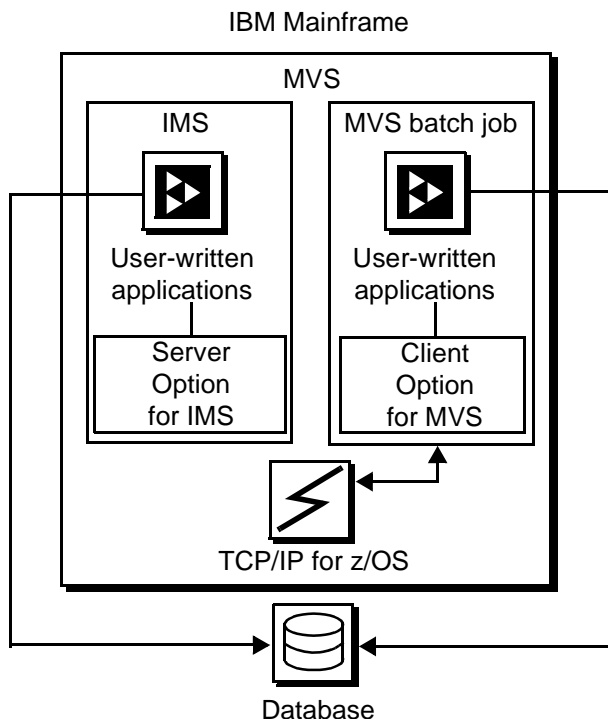 IBM Mainframe
MVS
IMS
User-written
applications
Server
Option
for IMS
MVS batch job
User-written
applications
Client
Option
for MVS
TCP/IP for z/OS
Database